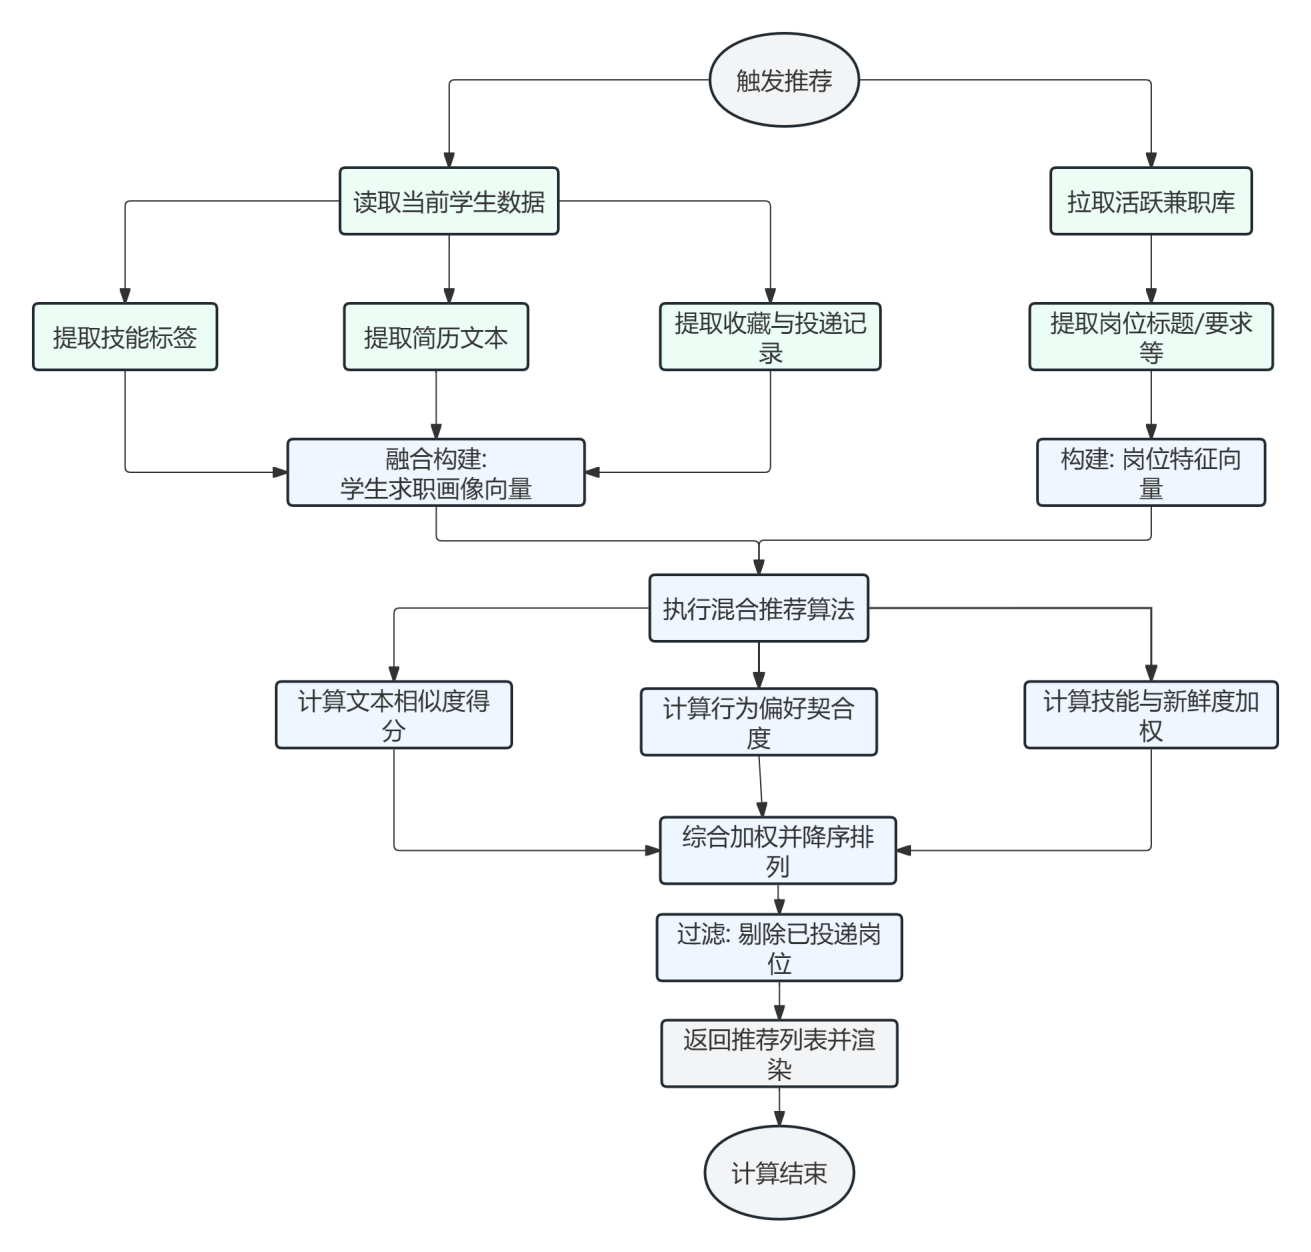 触发推荐
读取当前学生数据
拉取活跃兼职库
提取技能标签
提取简历文本
提取收藏与投递记
录
提取岗位标题/要求
等
融合构建:
学生求职画像向量
构建: 岗位特征向
量
执行混合推荐算法
计算文本相似度得
分
计算行为偏好契合
度
计算技能与新鲜度加
权
综合加权并降序排
列
过滤: 剔除已投递岗
位
返回推荐列表并渲
染
计算结束